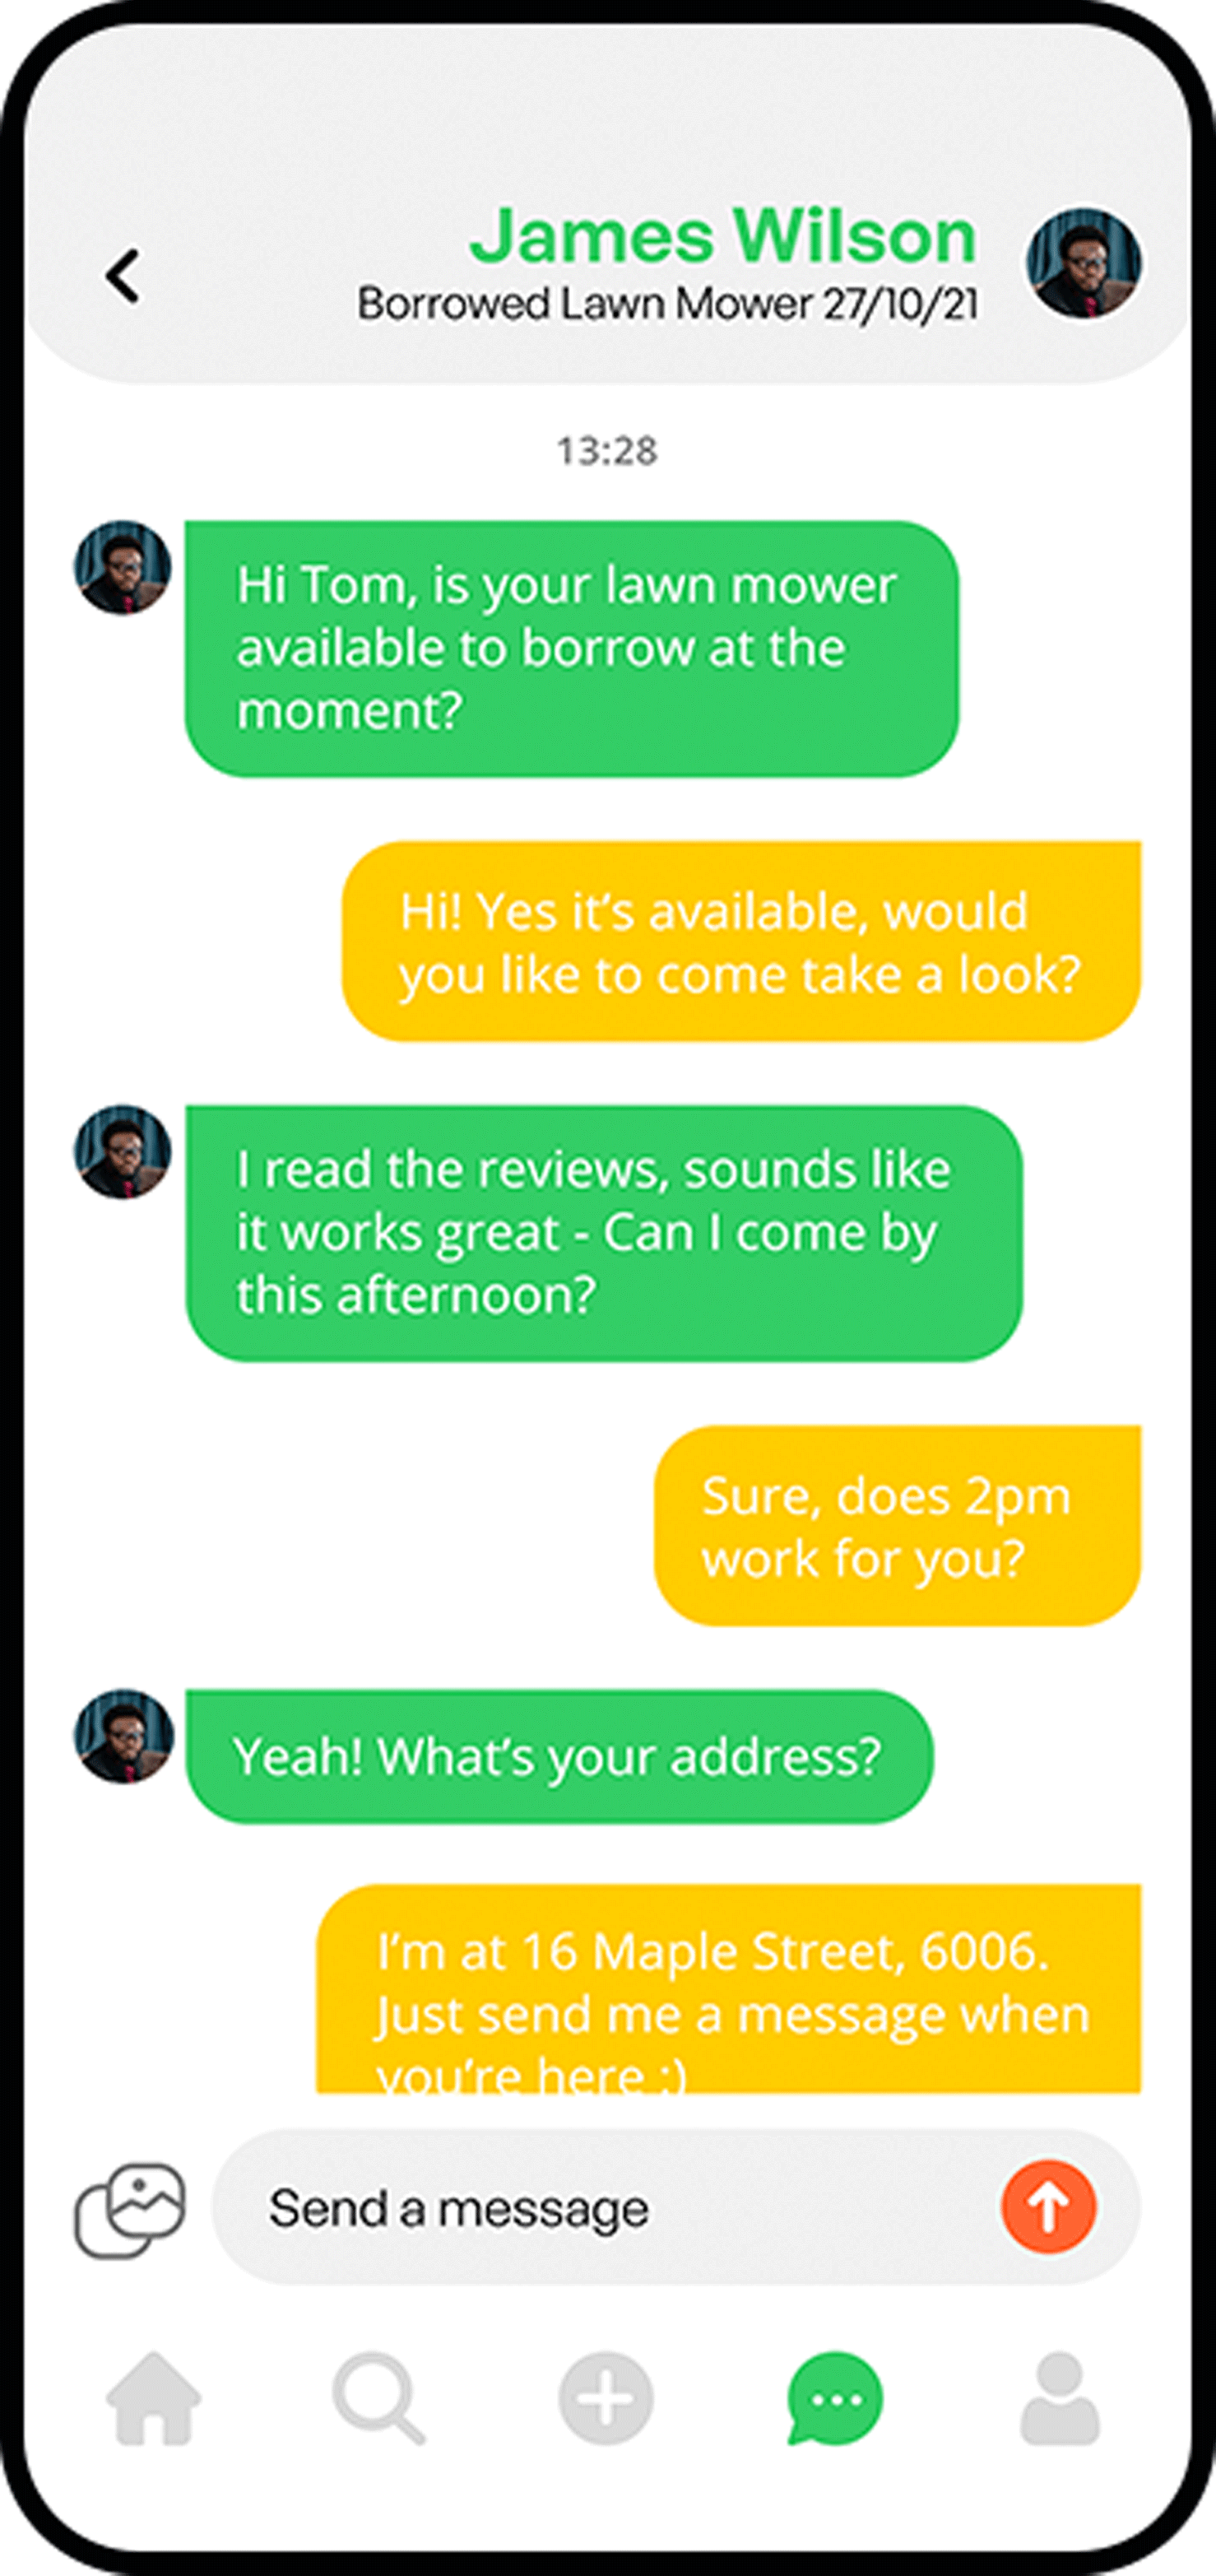 James Wilson
Borrowed Lawn Mower 27/10/21
13:28
Hi Tom, is your lawn mower
available to borrow at the
moment?
Hi! Yes it’s available, would
you like to come take a look?
I read the reviews, sounds like
it works great - Can I come by
this afternoon?
Sure, does 2pm
work for you?
Yeah! What’s your address?
I’m at 16 Maple Street, 6006.
Just send me a message when
you’re here :)
Send a message